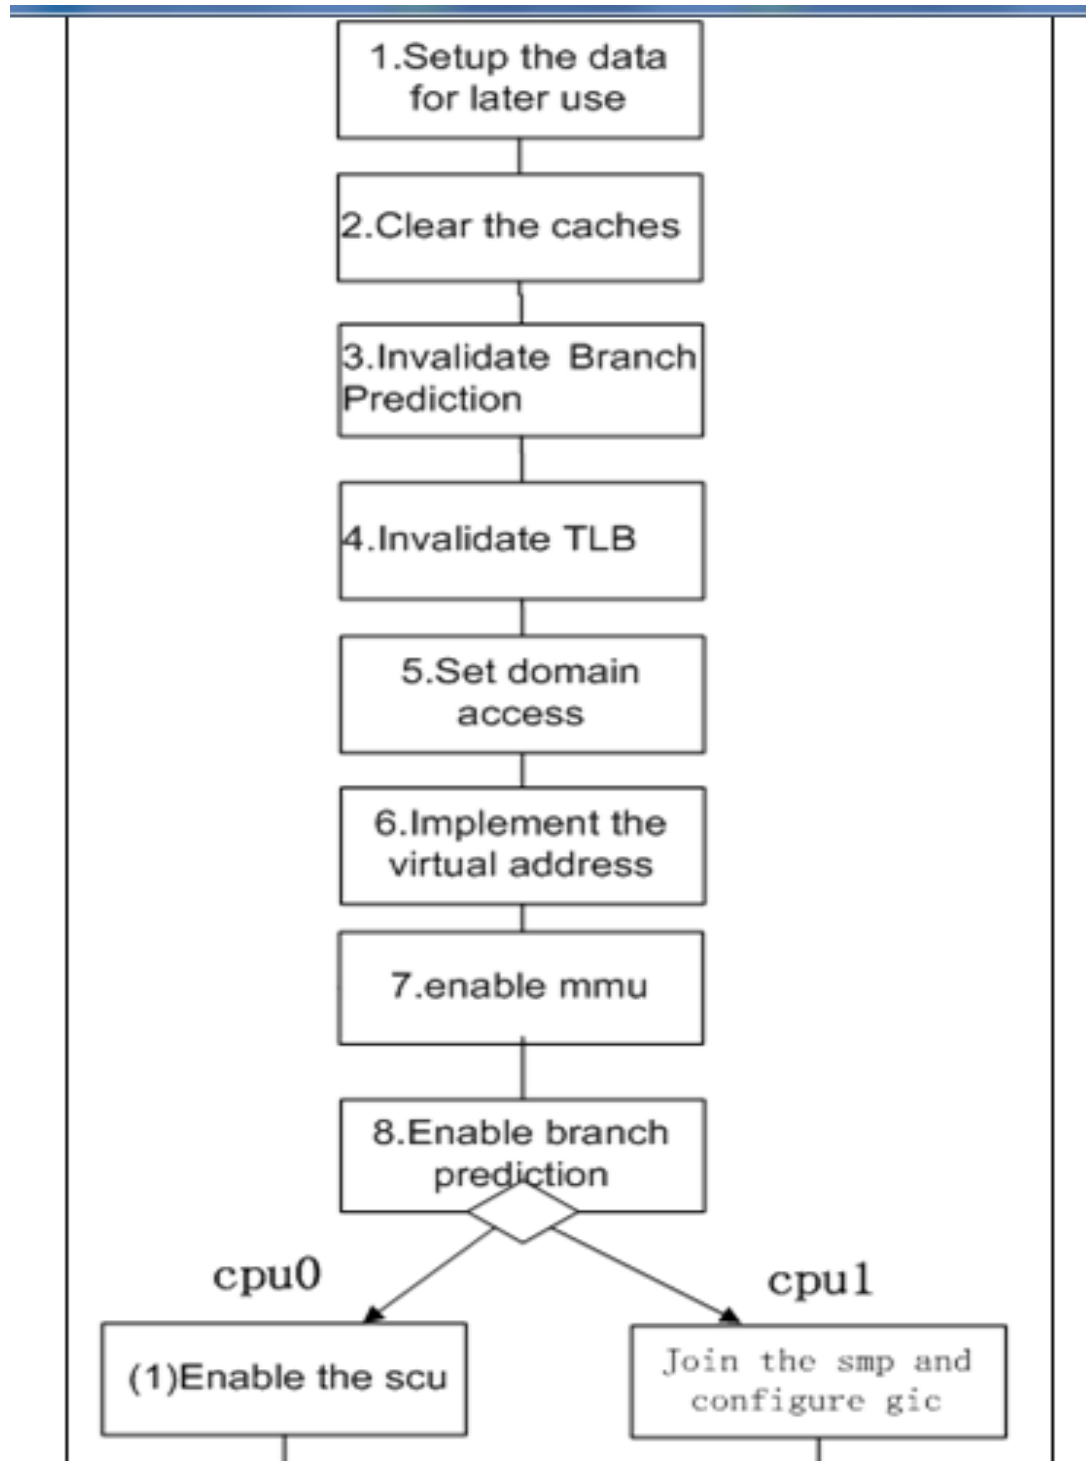 1.Setup the data
for later use
2.Clear the caches
3.Invalidate Branch
Prediction
4.Invalidate TLB
5.Set domain
access
6.Implement the
virtual address
7.enable mmu
8.Enable branch
prediction
cpu0
cpu1
(1)Enable the scu
Join the smp and
configure gic